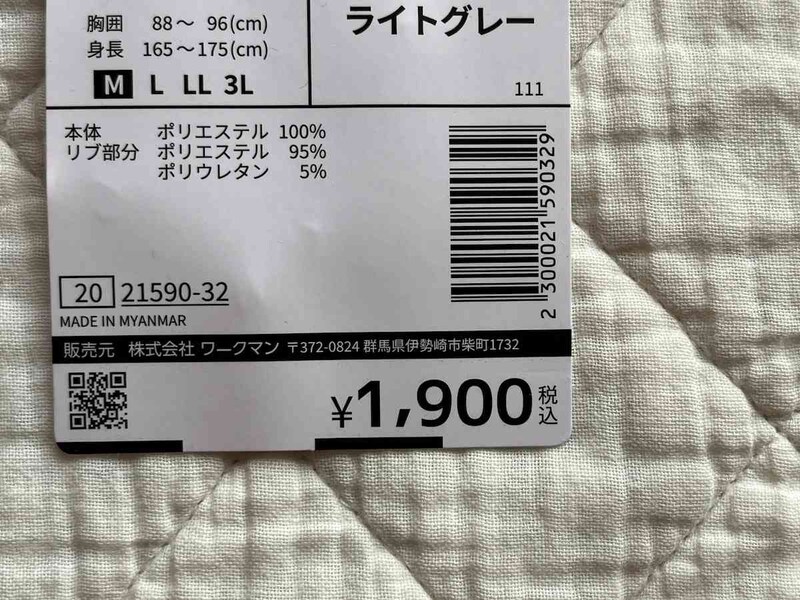 胸囲 88～ 96(cm)
身長 165～175(cm)
M L LL 3L
ライトグレー
111
本体 ポリエステル 100%
リブ部分 ポリエステル 95%
ポリウレタン 5%
2 300021 590329
20 21590-32
MADE IN MYANMAR
販売元 株式会社 ワークマン 〒372-0824 群馬県伊勢崎市柴町1732
¥1,900税込